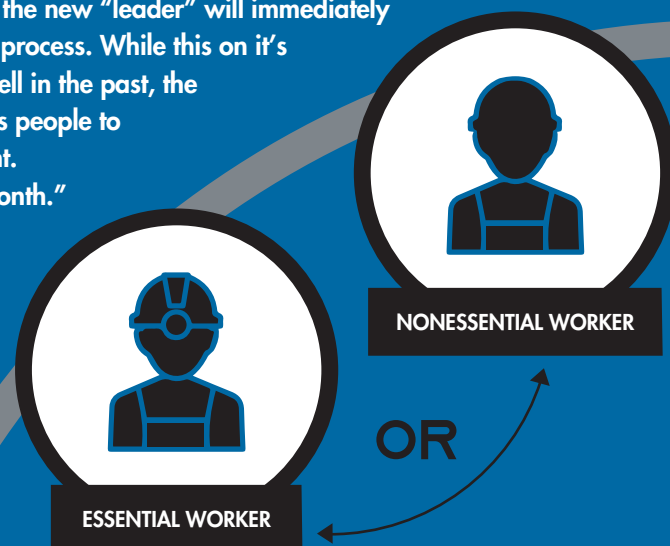 the new “leader” will immediately
process. While this on it’s
ell in the past, the
s people to
nt.
onth.”
NONESSENTIAL WORKER
OR
ESSENTIAL WORKER